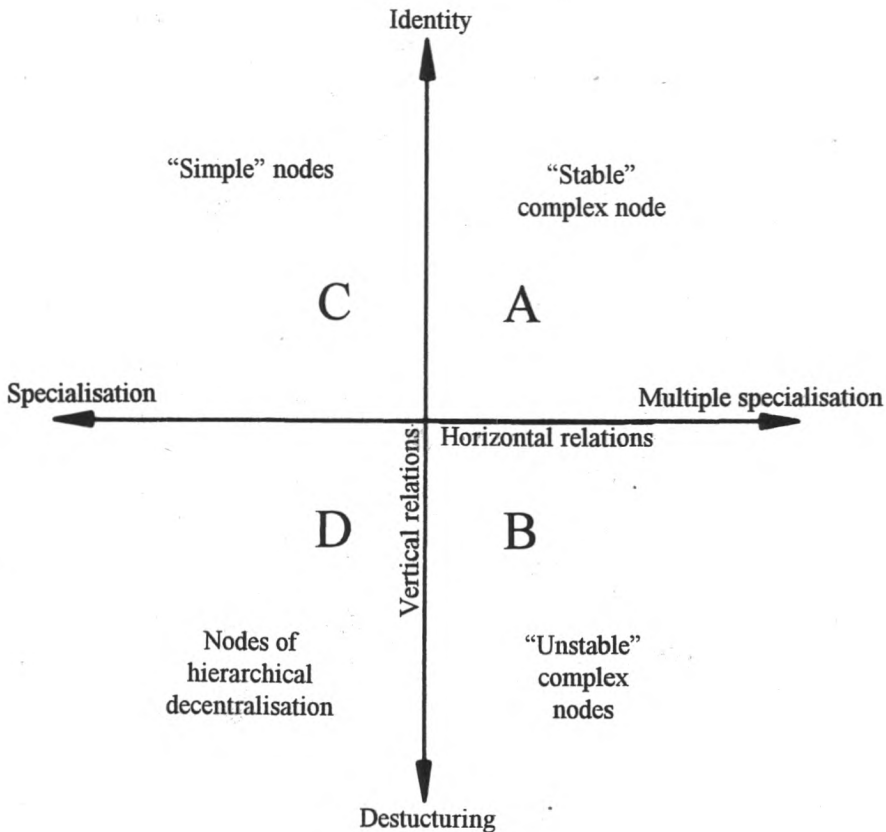 Identity
“Simple” nodes
“Stable”
complex node
C
A
Specialisation
Multiple specialisation
Horizontal relations
Vertical relations
D
B
Nodes of
hierarchical
decentralisation
“Unstable”
complex
nodes
Destucturing